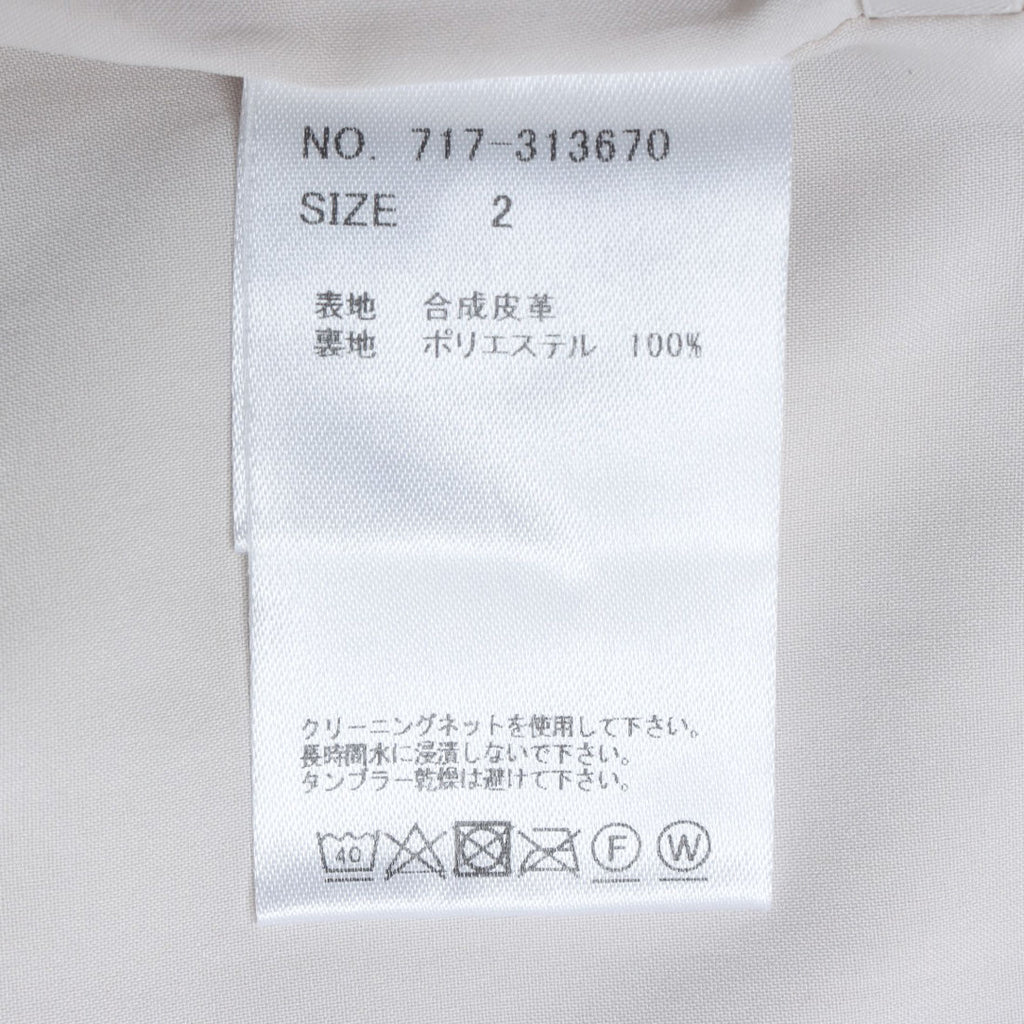 NO. 717-313670
SIZE 2
表地 合成皮革
裏地 ポリエステル 100%
クリーニングネットを使用して下さい。
長時間水に浸漬しないで下さい。
タンブラー乾燥は避けて下さい。
40 F W